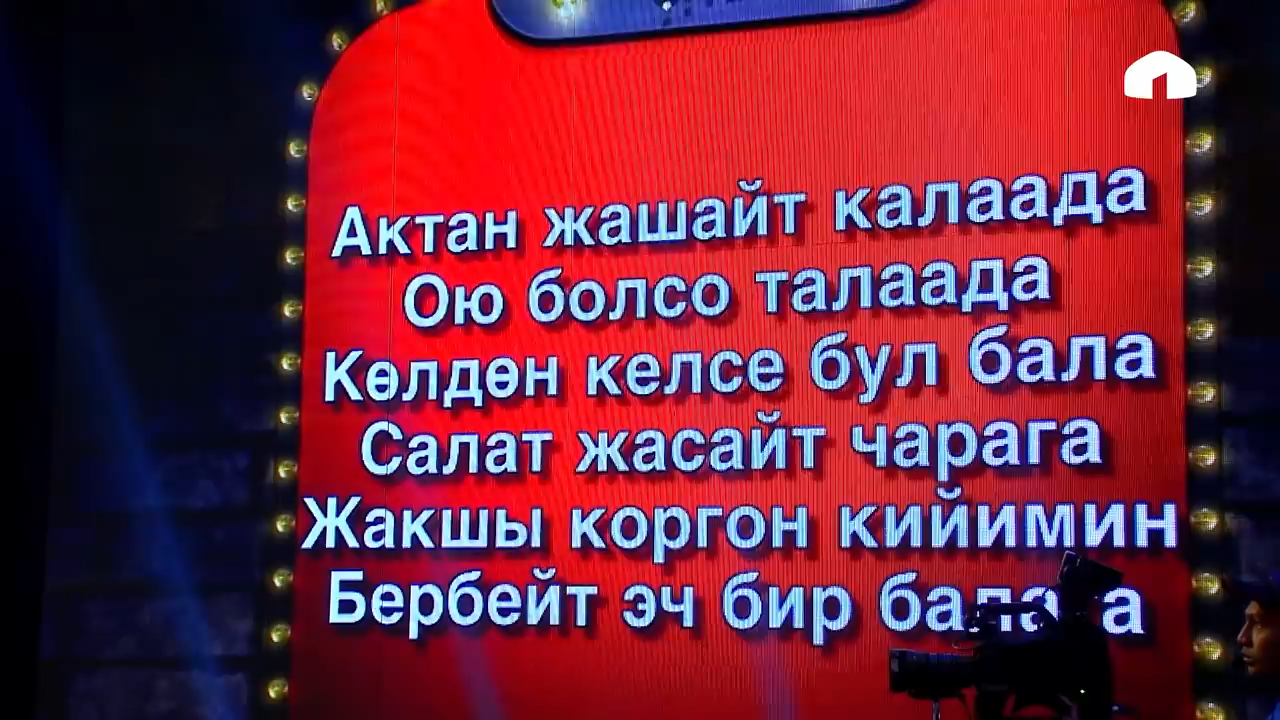 Актан жашайт калаада
Ою болсо талаада
Көлдөн келсе бул бала
Салат жасайт чарага
Жакшы коргон кийимин
Бербейт эч бир